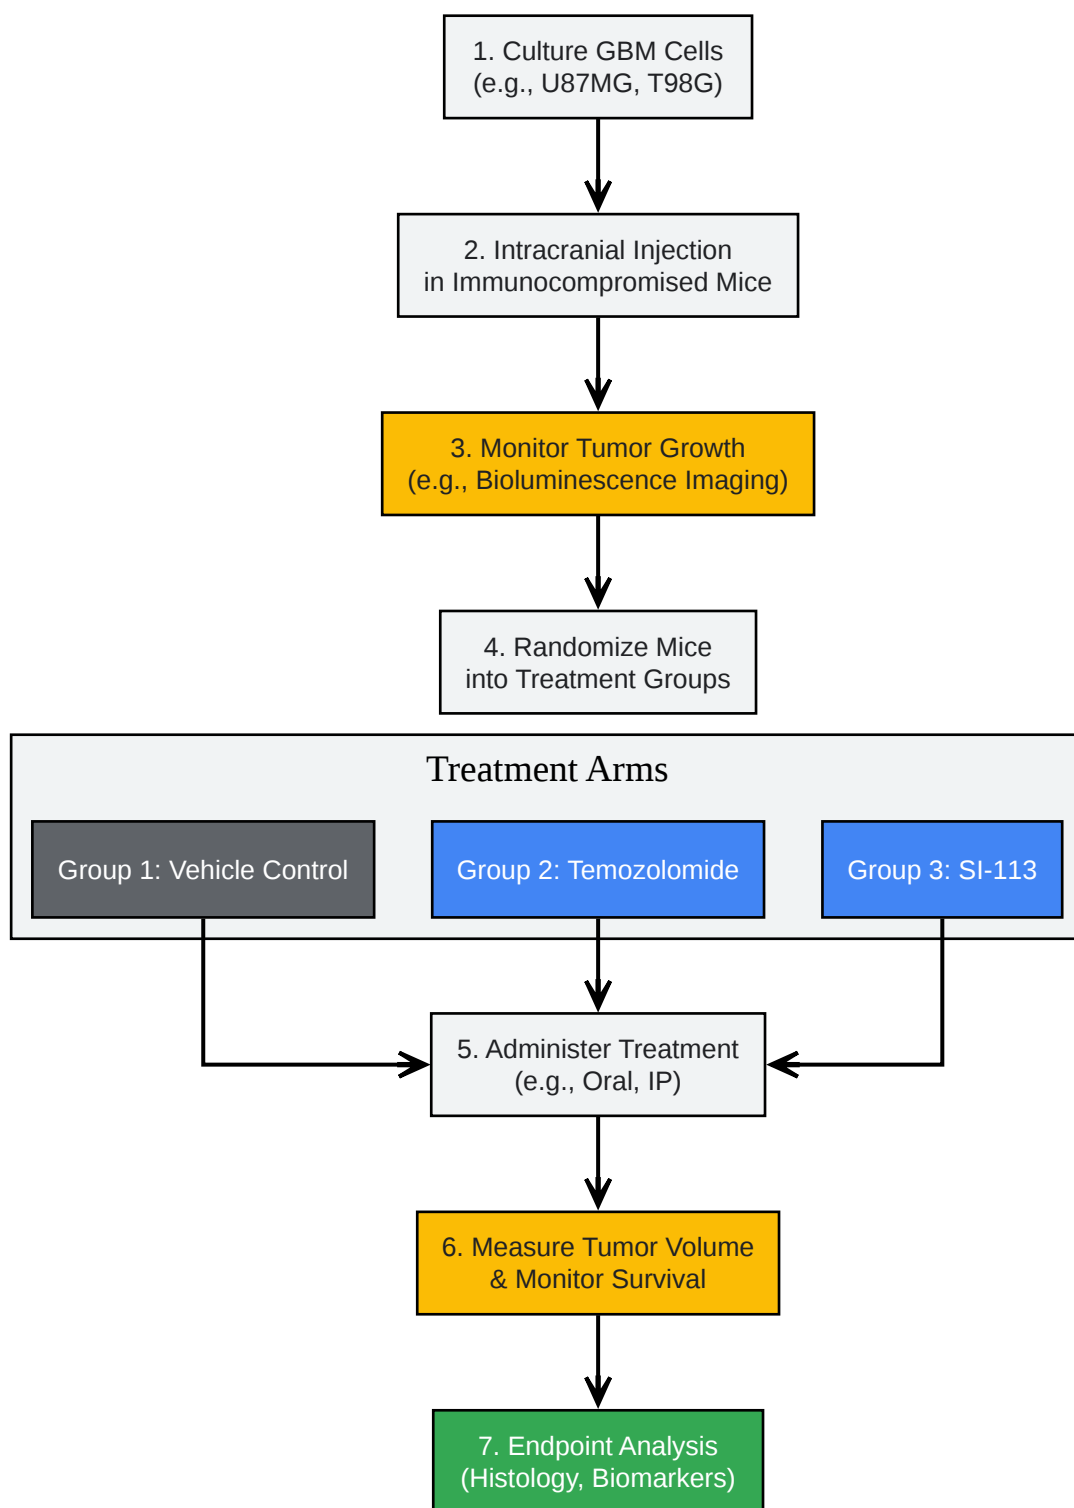 1. Culture GBM Cells
(e.g., U87MG, T98G)
2. Intracranial Injection
in Immunocompromised Mice
3. Monitor Tumor Growth
(e.g., Bioluminescence Imaging)
4. Randomize Mice
into Treatment Groups
Treatment Arms
Group 1: Vehicle Control
Group 2: Temozolomide
Group 3: SI-113
5. Administer Treatment
(e.g., Oral, IP)
6. Measure Tumor Volume
& Monitor Survival
7. Endpoint Analysis
(Histology, Biomarkers)